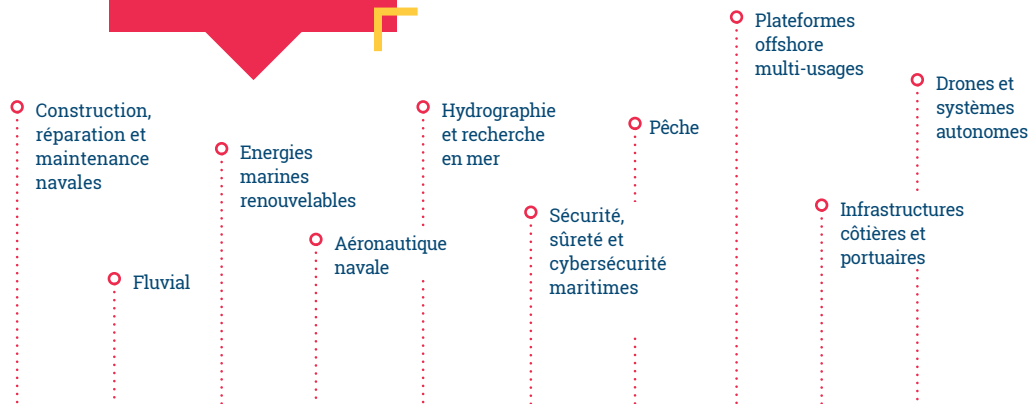 Construction,
réparation et
maintenance
navales
Fluvial
Energies
marines
renouvelables
Aéronautique
navale
Hydrographie
et recherche
en mer
Sécurité,
sûreté et
cybersécurité
maritimes
Pêche
Plateformes
offshore
multi-usages
Infrastructures
côtières et
portuaires
Drones et
systèmes
autonomes